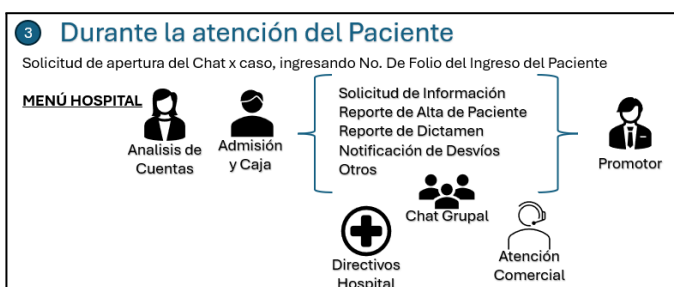 3 Durante la atención del Paciente
Solicitud de apertura del Chat x caso, ingresando No. De Folio del Ingreso del Paciente
MENÚ HOSPITAL
Analisis de
Cuentas
Admisión
y Caja
Solicitud de Información
Reporte de Alta de Paciente
Reporte de Dictamen
Notificación de Desvíos
Otros
Promotor
Chat Grupal
Directivos
Hospital
Atención
Comercial